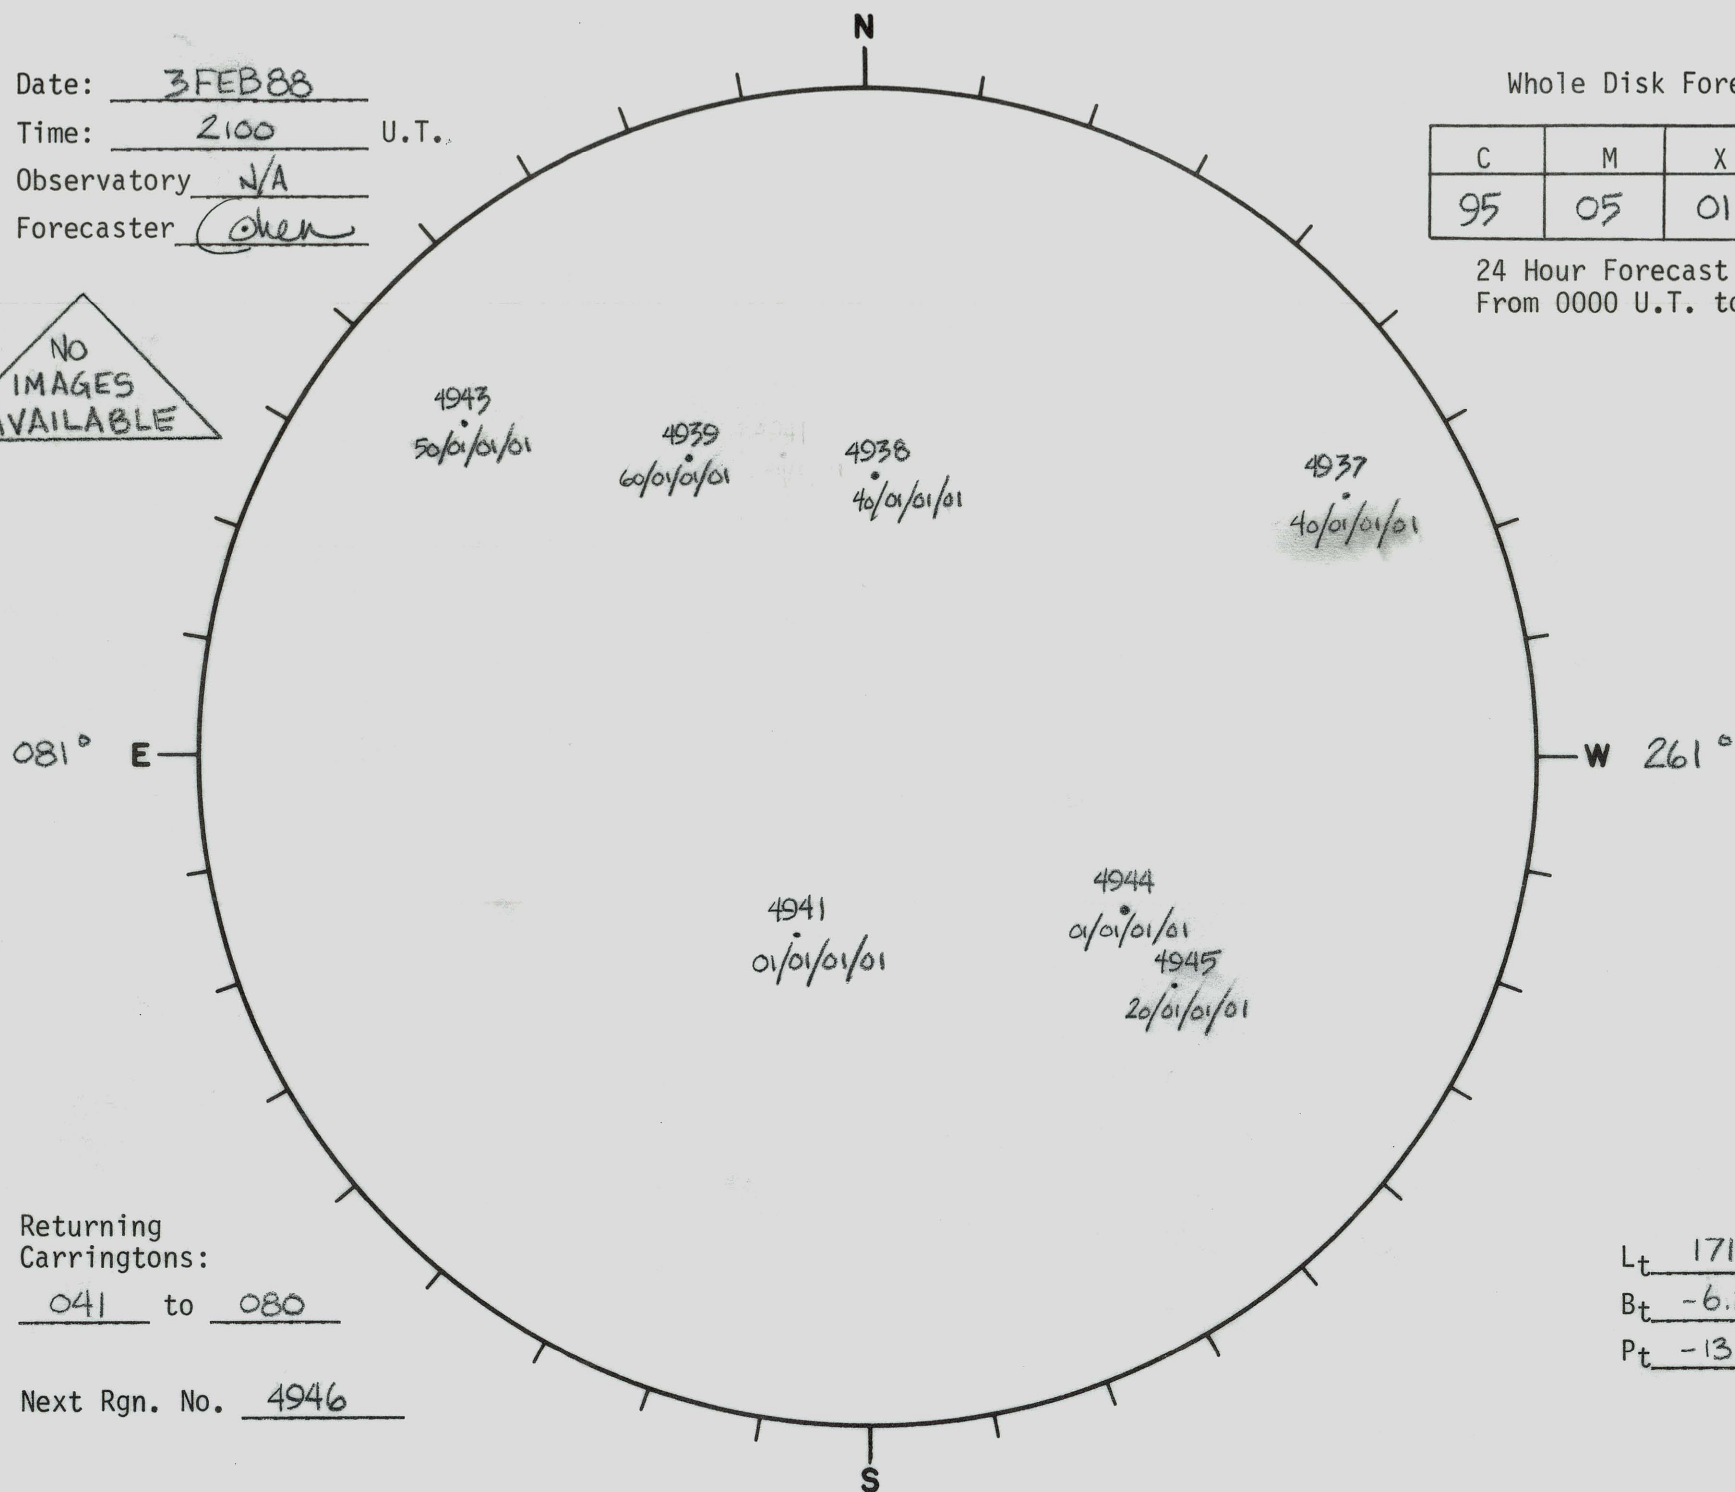 N
Date: 3FEB88
Time: 2100 U.T.
Observatory N/A
Forecaster Cohen
Whole Disk Fore
C M X
95 05 01
24 Hour Forecast
From 0000 U.T. to
NO
IMAGES
AVAILABLE
4943
50/01/01/01
4939
60/01/01/01
4938
40/01/01/01
4937
40/01/01/01
081° E
W 261°
4944
01/01/01/01
4941
01/01/01/01
4945
20/01/01/01
Returning
Carringtons:
041 to 080
Next Rgn. No. 4946
Lt 171
Bt -6.
Pt -13
S